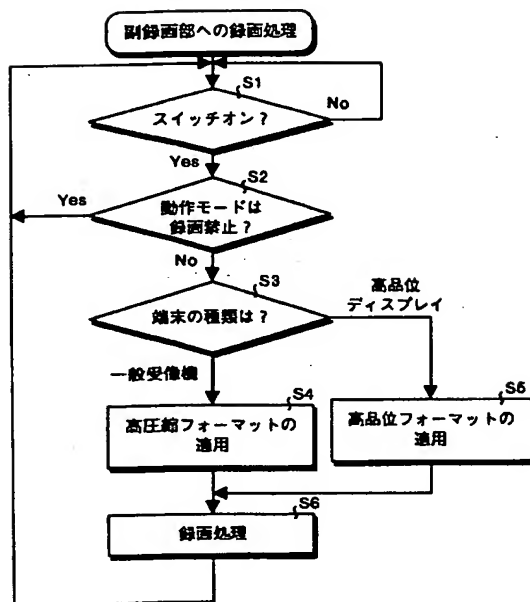 副録画部への録画処理
S1
スイッチオン？
No
Yes
S2
Yes
動作モードは
録画禁止？
No
S3
高品位
ディスプレイ
端末の種類は？
一般受像機
S4
S5
高圧縮フォーマットの
適用
高品位フォーマットの
適用
S6
録画処理